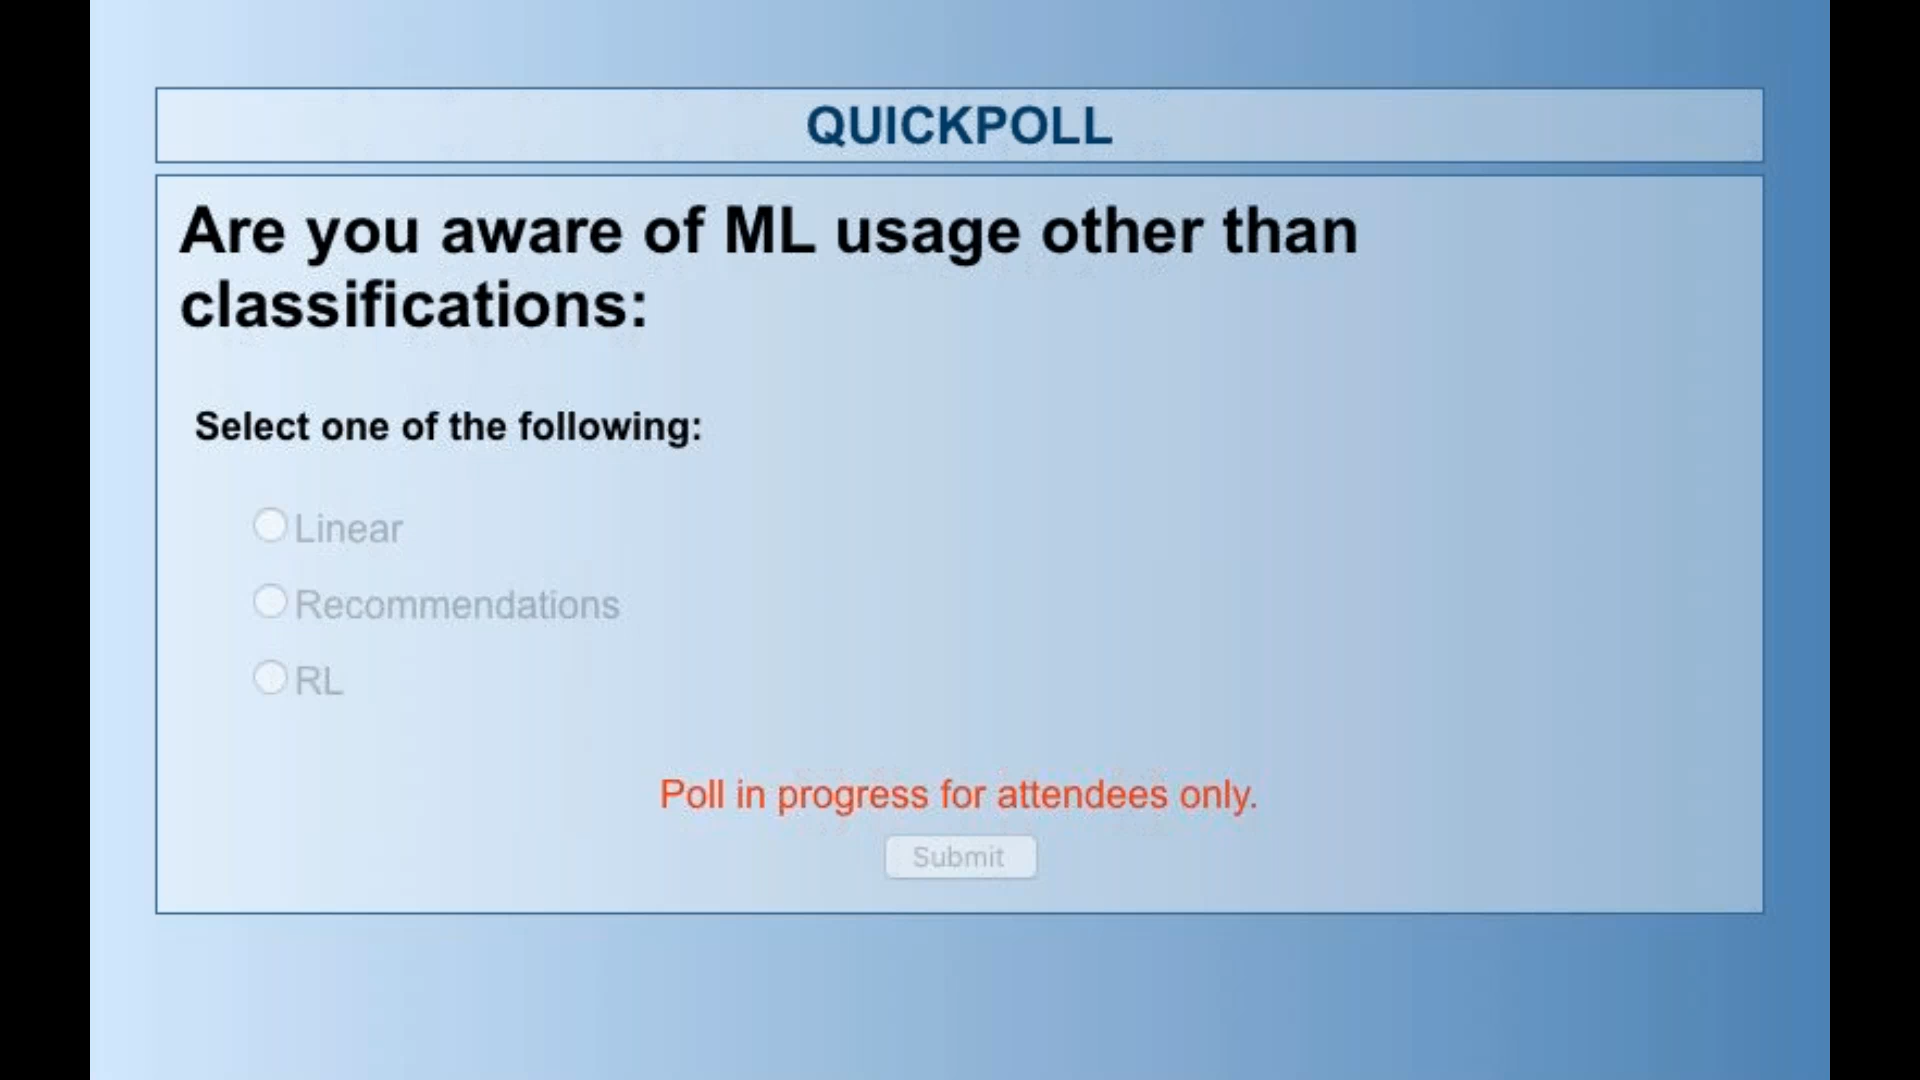 QUICKPOLL
Are you aware of ML usage other than
classifications:
Select one of the following:
Linear
Recommendations
RL
Poll in progress for attendees only.
Submit